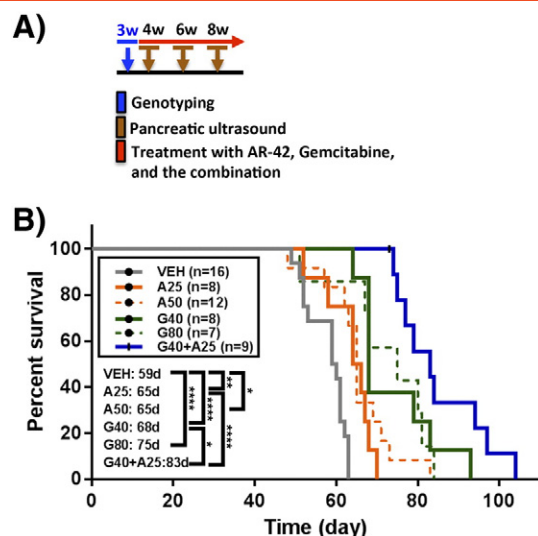 A)
3w 4w 6w 8w
Genotyping
Pancreatic ultrasound
Treatment with AR-42, Gemcitabine,
and the combination
B)
Percent survival
100
80
60
40
20
0
VEH (n=16)
A25 (n=8)
A50 (n=12)
G40 (n=8)
G80 (n=7)
G40+A25 (n=9)
VEH: 59d
A25: 65d
A50: 65d
G40: 68d
G80: 75d
G40+A25:83d
****
*
****
**
****
*
0 20 40 60 80 100
Time (day)